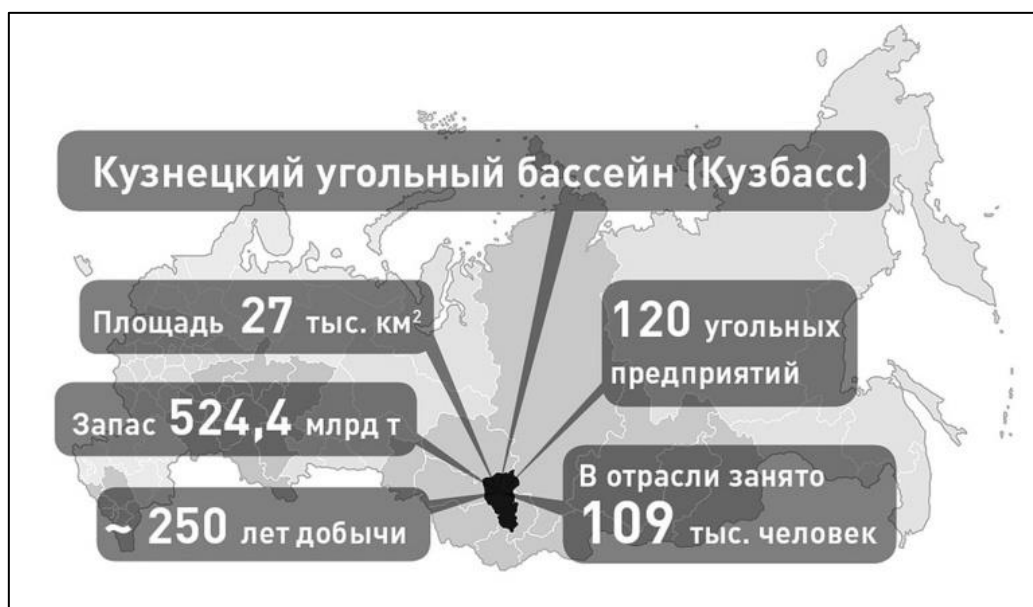 Кузнецкий угольный бассейн (Кузбасс)
Площадь 27 тыс. км²
120 угольных
предприятий
Запас 524,4 млрд т
~ 250 лет добычи
В отрасли занято
109 тыс. человек